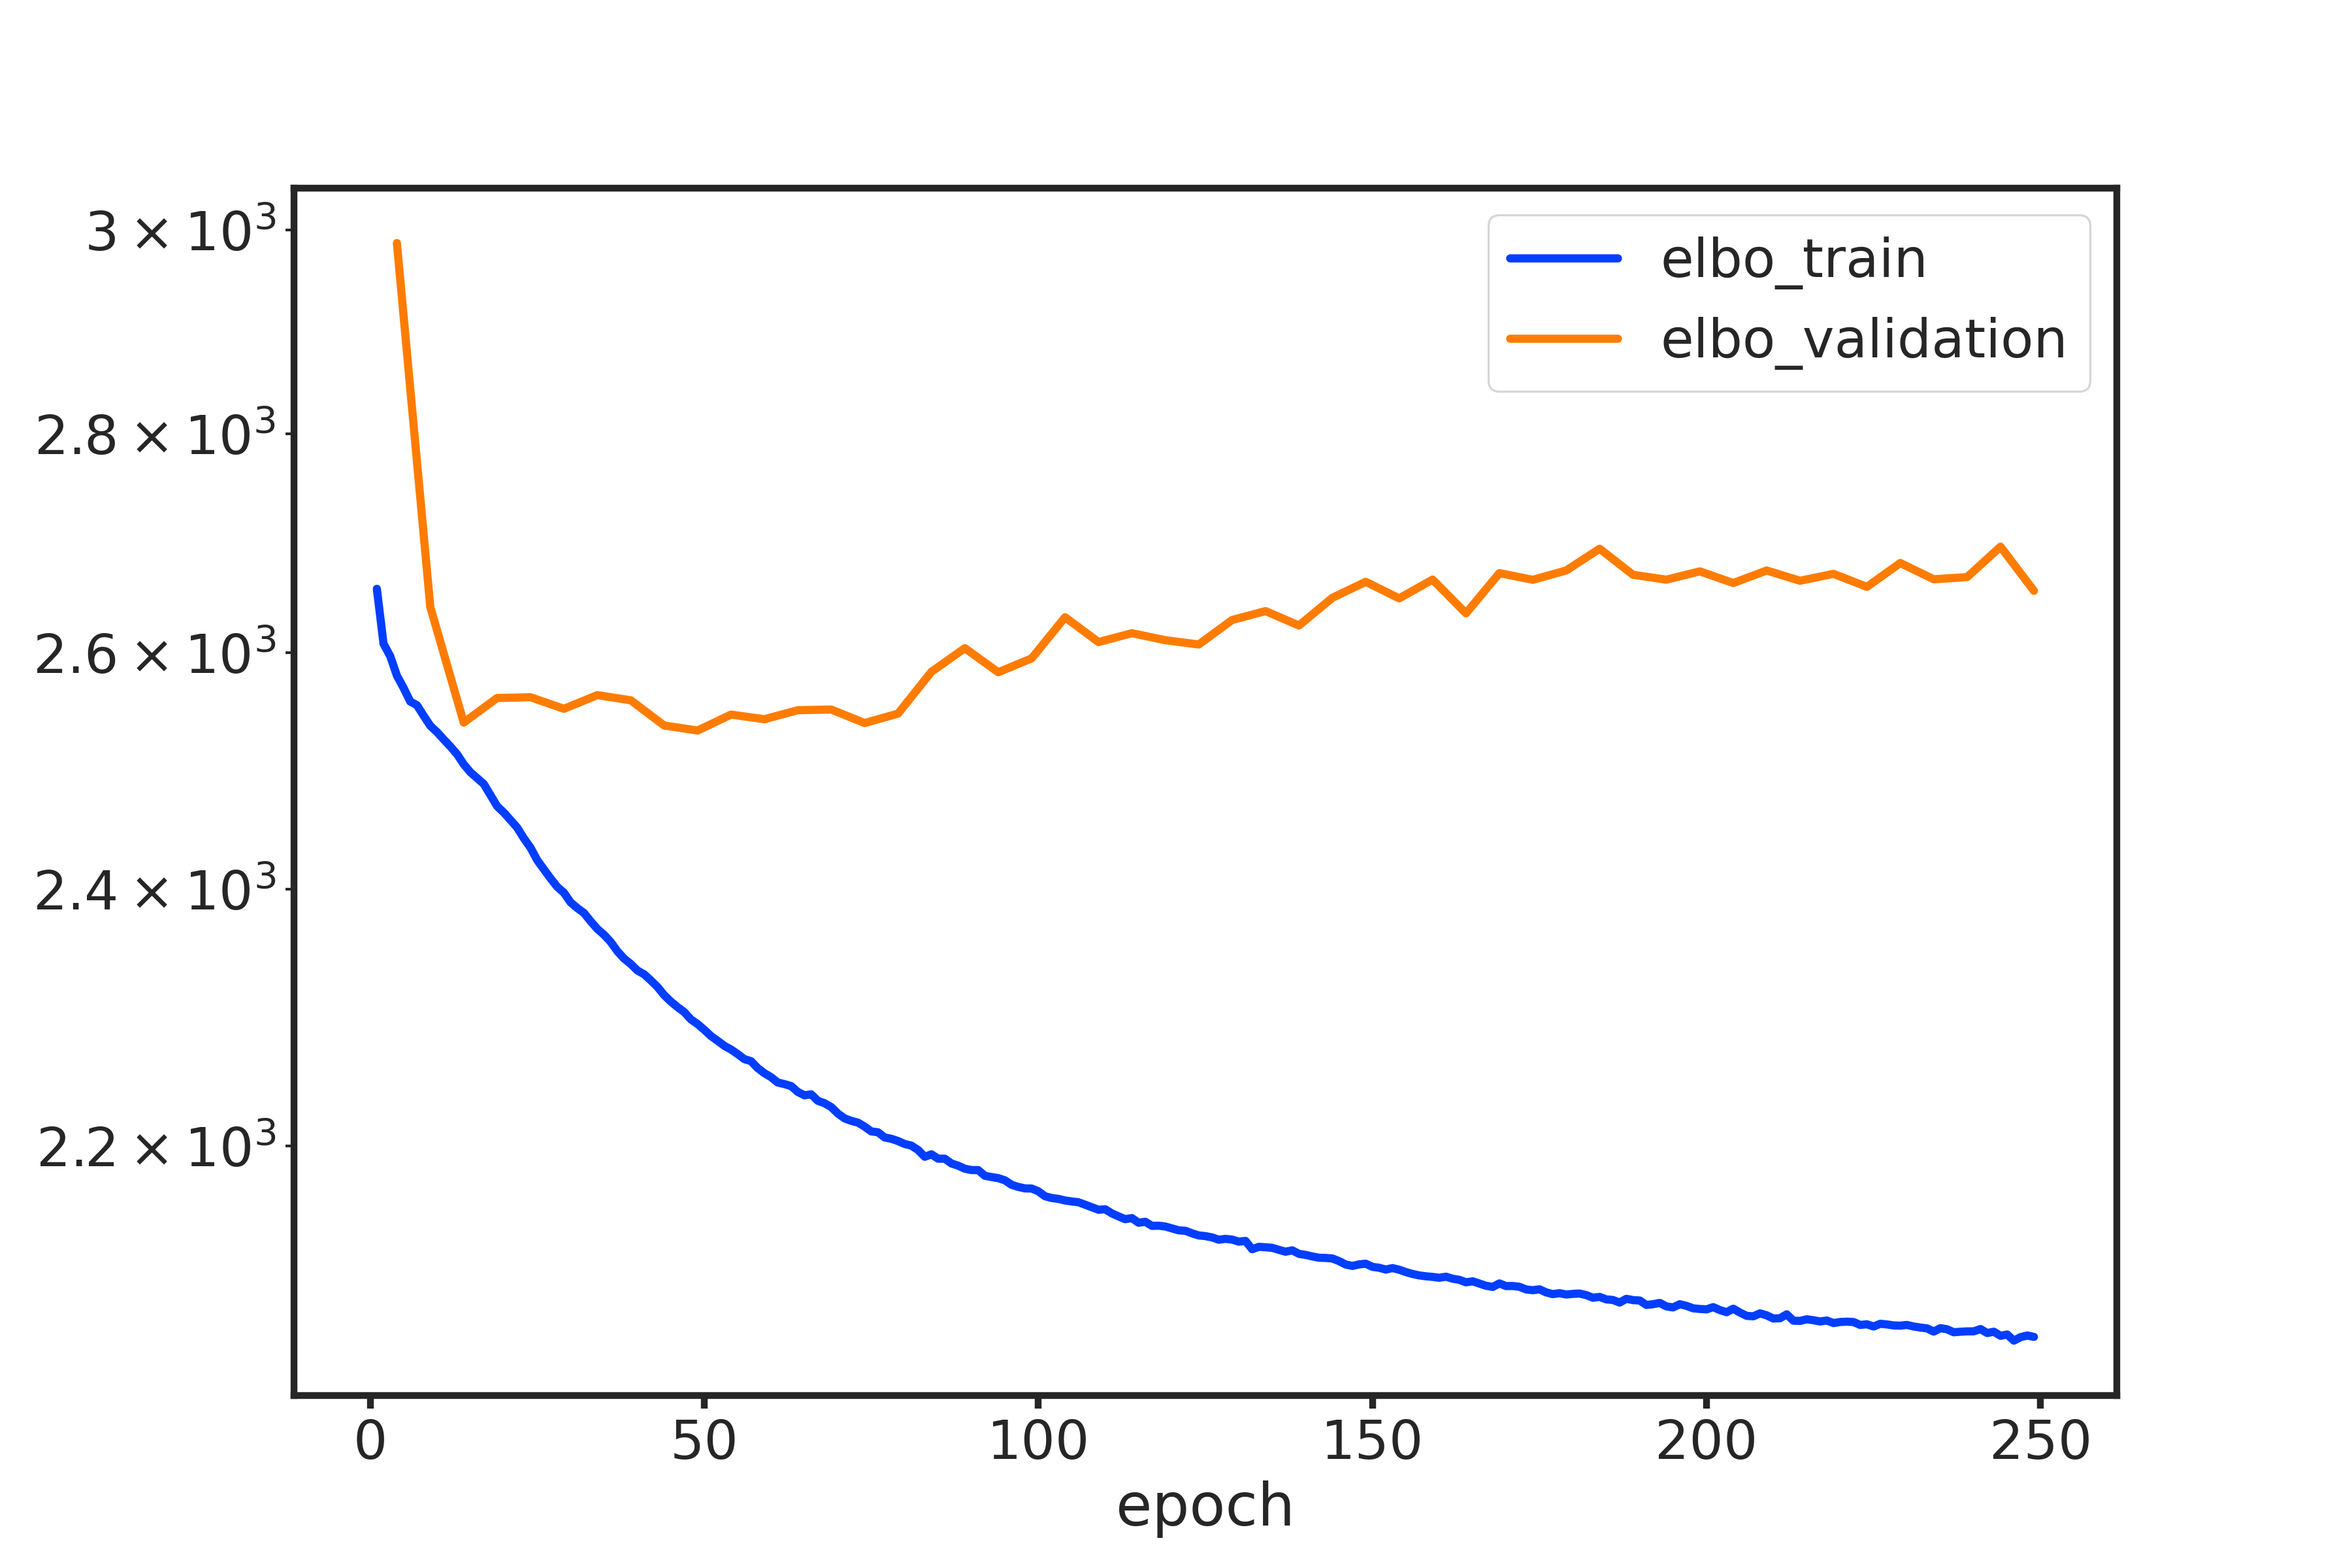 3 × 10³
2.8 × 10³
2.6 × 10³
2.4 × 10³
2.2 × 10³
elbo_train
elbo_validation
0 50 100 150 200 250
epoch